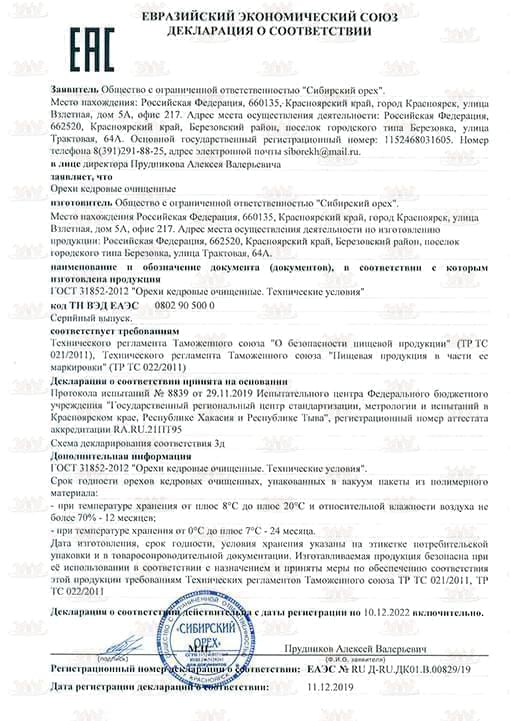 ЕВРАЗИЙСКИЙ ЭКОНОМИЧЕСКИЙ СОЮЗ
ДЕКЛАРАЦИЯ О СООТВЕТСТВИИ
ЕАС
Заявитель Общество с ограниченной ответственностью "Сибирский орех".
Место нахождения: Российская Федерация, 660135, Красноярский край, город Красноярск, улица
Взлетная, дом 5А, офис 217. Адрес места осуществления деятельности: Российская Федерация,
662520, Красноярский край, Березовский район, поселок городского типа Березовка, улица
Трактовая, 64А. Основной государственный регистрационный номер: 1152468031605. Номер
телефона 8(391)291-88-25, адрес электронной почты siborekh@mail.ru.
в лице директора Прудникова Алексея Валерьевича
заявляет, что
Орехи кедровые очищенные
изготовитель Общество с ограниченной ответственностью "Сибирский орех".
Место нахождения Российская Федерация, 660135, Красноярский край, город Красноярск, улица
Взлетная, дом 5А, офис 217. Адрес места осуществления деятельности по изготовлению
продукции: Российская Федерация, 662520, Красноярский край, Березовский район, поселок
городского типа Березовка, улица Трактовая, 64А.
наименование и обозначение документа (документов), в соответствии с которым
изготовлена продукция
ГОСТ 31852-2012 "Орехи кедровые очищенные. Технические условия"
код ТН ВЭД ЕАЭС 0802 90 500 0
Серийный выпуск.
соответствует требованиям
Технического регламента Таможенного союза "О безопасности пищевой продукции" (ТР ТС
021/2011), Технического регламента Таможенного союза "Пищевая продукция в части ее
маркировки" (ТР ТС 022/2011)
Декларация о соответствии принята на основании
Протокола испытаний № 8839 от 29.11.2019 Испытательного центра Федерального бюджетного
учреждения "Государственный региональный центр стандартизации, метрологии и испытаний в
Красноярском крае, Республике Хакасия и Республике Тыва", регистрационный номер аттестата
аккредитации RA.RU.21ПТ95
Схема декларирования соответствия 3д
Дополнительная информация
ГОСТ 31852-2012 "Орехи кедровые очищенные. Технические условия".
Срок годности орехов кедровых очищенных, упакованных в вакуум пакеты из полимерного
материала:
- при температуре хранения от плюс 8°С до плюс 20°С и относительной влажности воздуха не
более 70% - 12 месяцев;
- при температуре хранения от 0°С до плюс 7°С - 24 месяца.
Дата изготовления, срок годности, условия хранения указаны на этикетке потребительской
упаковки и в товаросопроводительной документации. Изготавливаемая продукция безопасна при
её использовании в соответствии с назначением и приняты меры по обеспечению соответствия
этой продукции требованиям Технических регламентов Таможенного союза ТР ТС 021/2011, ТР
ТС 022/2011
Декларация о соответствии действительна с даты регистрации по 10.12.2022 включительно.
«СИБИРСКИЙ
ОРЕХ»
М.П.
Прудников Алексей Валерьевич
(подпись)
(Ф.И.О. заявителя)
Регистрационный номер декларации о соответствии: ЕАЭС № RU Д-RU.ДК01.В.00829/19
Дата регистрации декларации о соответствии: 11.12.2019
КРАСНОЯРСК